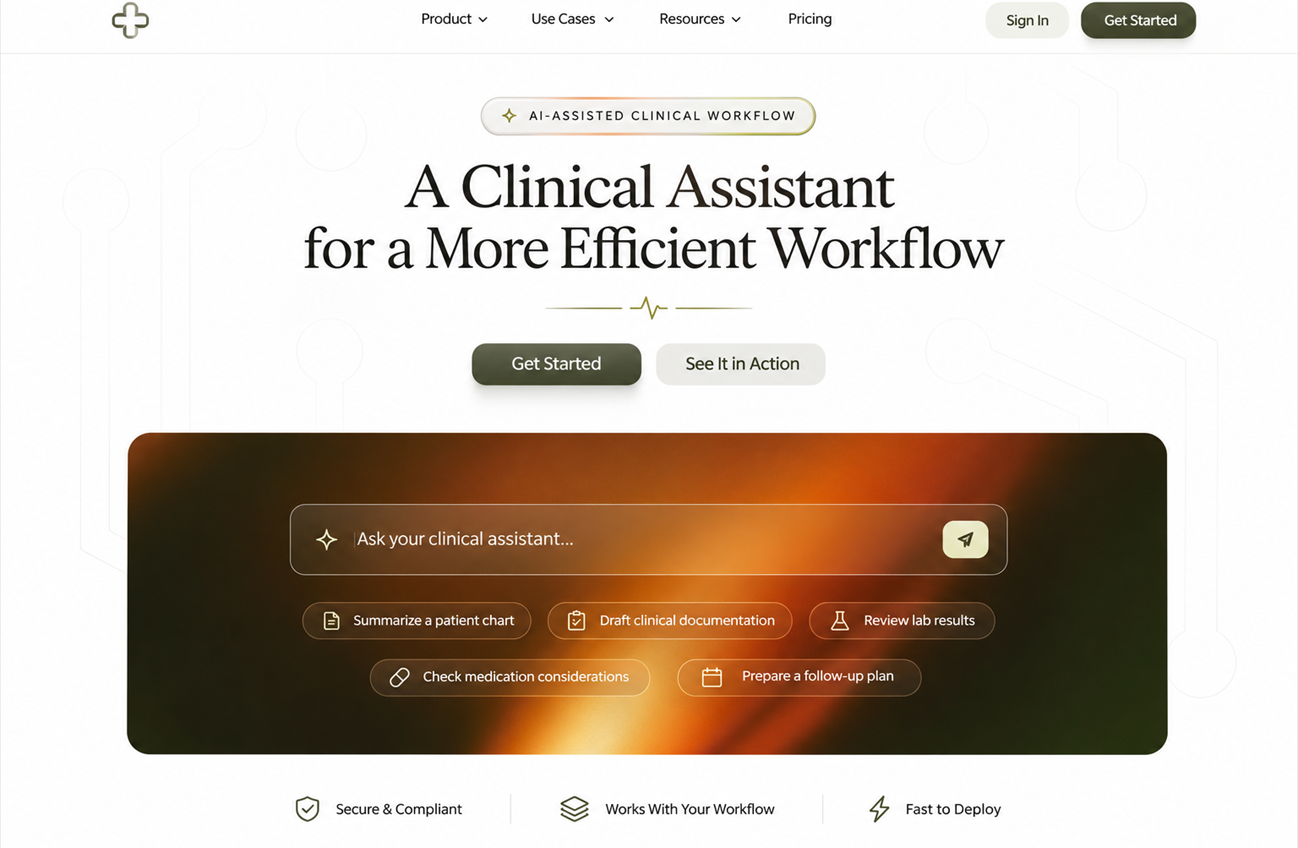 Product
Use Cases
Resources
Pricing
Sign In
Get Started
AI-ASSISTED CLINICAL WORKFLOW
A Clinical Assistant
for a More Efficient Workflow
Get Started
See It in Action
Ask your clinical assistant...
Summarize a patient chart
Draft clinical documentation
Review lab results
Check medication considerations
Prepare a follow-up plan
Secure & Compliant
Works With Your Workflow
Fast to Deploy